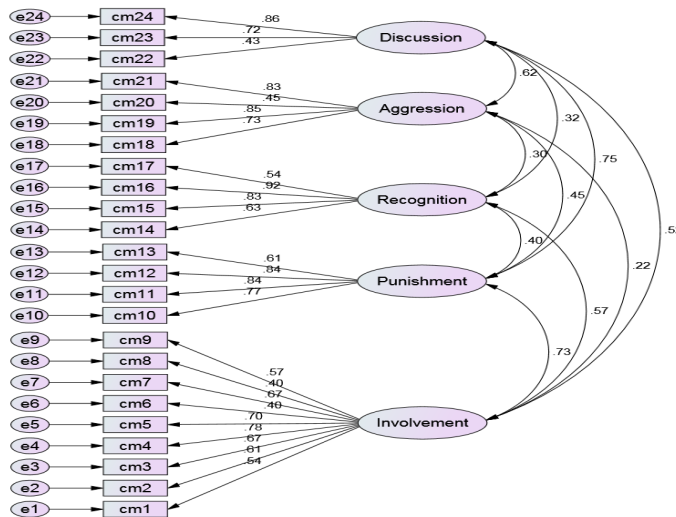 e24 cm24 .86
e23 cm23 .72 Discussion
e22 cm22 .43
e21 cm21 .83 .62
e20 cm20 .45 Aggression
e19 cm19 .85 .32
e18 cm18 .73
e17 cm17 .54 .30 .75
e16 cm16 .92
e15 cm15 .83 Recognition .45
e14 cm14 .63
e13 cm13 .61 .40
e12 cm12 .84 .22
e11 cm11 .84 Punishment
e10 cm10 .77 .57
e9 cm9 .57 .73
e8 cm8 .40
e7 cm7 .67
e6 cm6 .40
e5 cm5 .70 Involvement
e4 cm4 .78
e3 cm3 .67
e2 cm2 .61
e1 cm1 .54